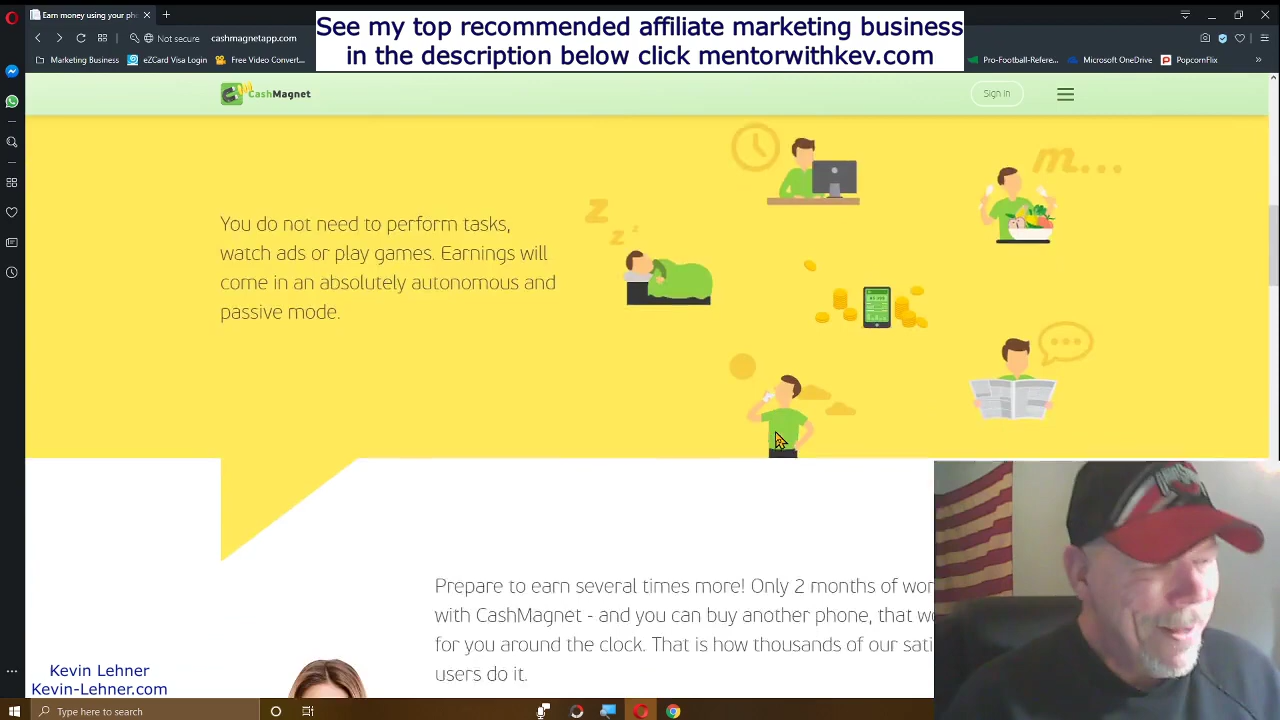 See my top recommended affiliate marketing business
in the description below click mentorwithkev.com
Earn money with your pho
Not secure cashmagnetapp.com
Marketing Business eZCard Visa Login Free Viral Commissi
Pro-Football-Refere... Microsoft OneDrive PopcornFlix
CashMagnet
Sign in
m...
You do not need to perform tasks,
watch ads or play games. Earnings will
come in an absolutely autonomous and
passive mode.
z
z
z
Prepare to earn several times more! Only 2 months of wor
with CashMagnet - and you can buy another phone, that wo
for you around the clock. That is how thousands of our sati
users do it.
Kevin Lehner
Kevin-Lehner.com
Type here to search